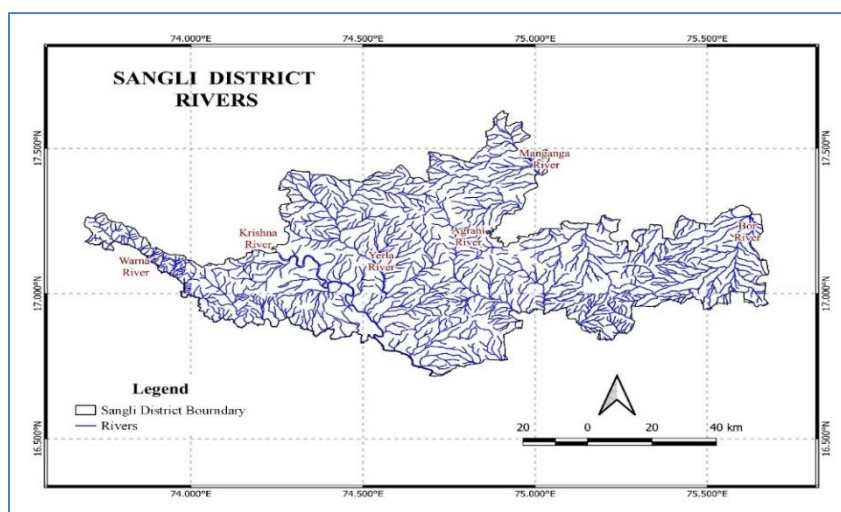 74.000°E 74.500°E 75.000°E 75.500°E
SANGLI DISTRICT
RIVERS
17.500°N
17.500°N
Manganga
River
Krishna
River
Agrani
River
Bor
River
Warna
River
Yerla
River
17.000°N
17.000°N
Legend
Sangli District Bourndary
Rivers
20 0 20 40 km
16.500°N
16.500°N
74.000°E 74.500°E 75.000°E 75.500°E